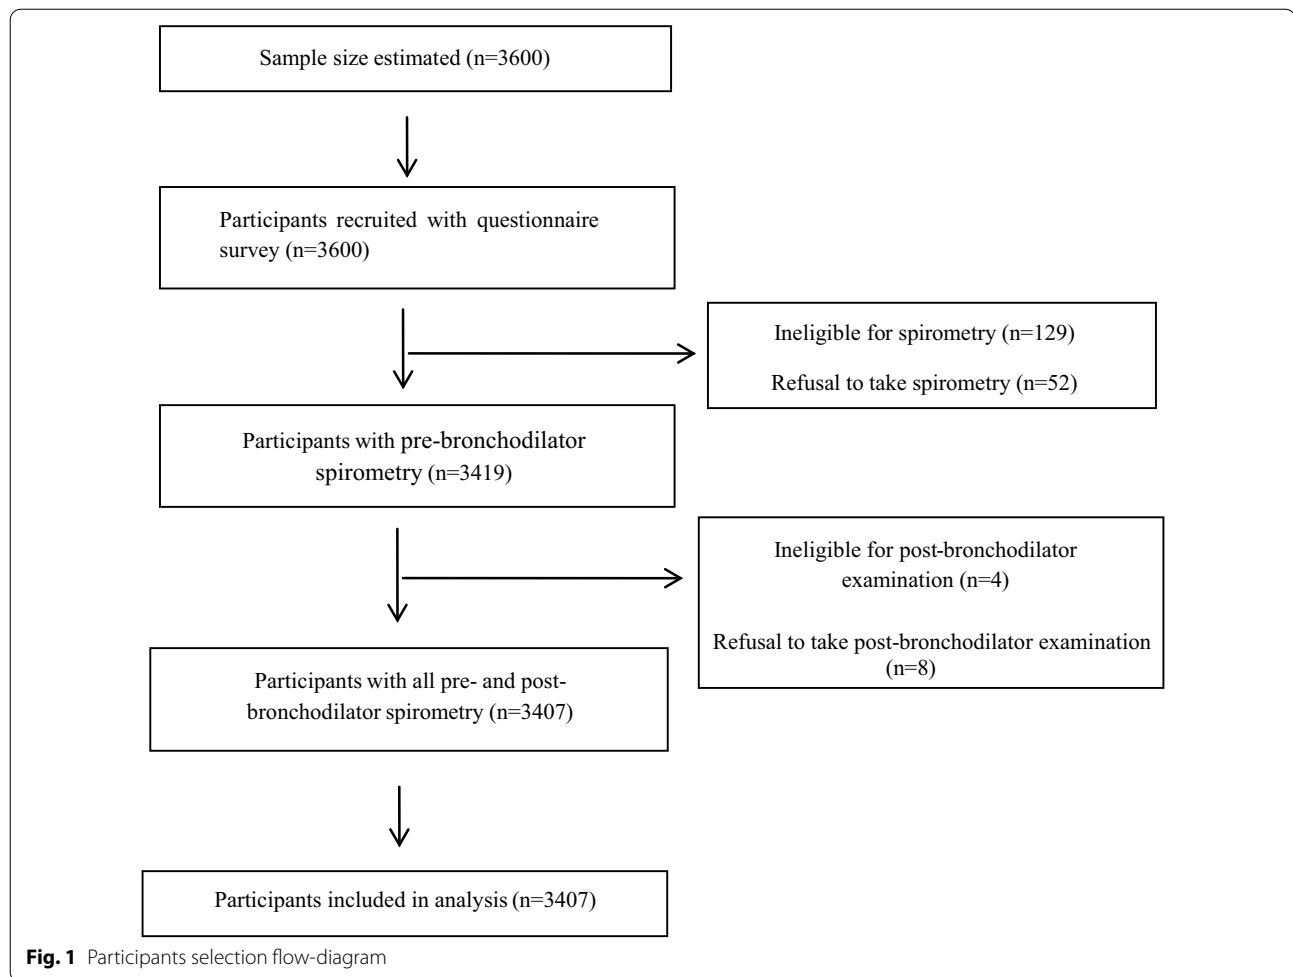 Sample size estimated (n=3600)
Participants recruited with questionnaire
survey (n=3600)
Ineligible for spirometry (n=129)
Refusal to take spirometry (n=52)
Participants with pre-bronchodilator
spirometry (n=3419)
Ineligible for post-bronchodilator
examination (n=4)
Refusal to take post-bronchodilator examination
(n=8)
Participants with all pre- and post-
bronchodilator spirometry (n=3407)
Participants included in analysis (n=3407)
Fig. 1 Participants selection flow-diagram